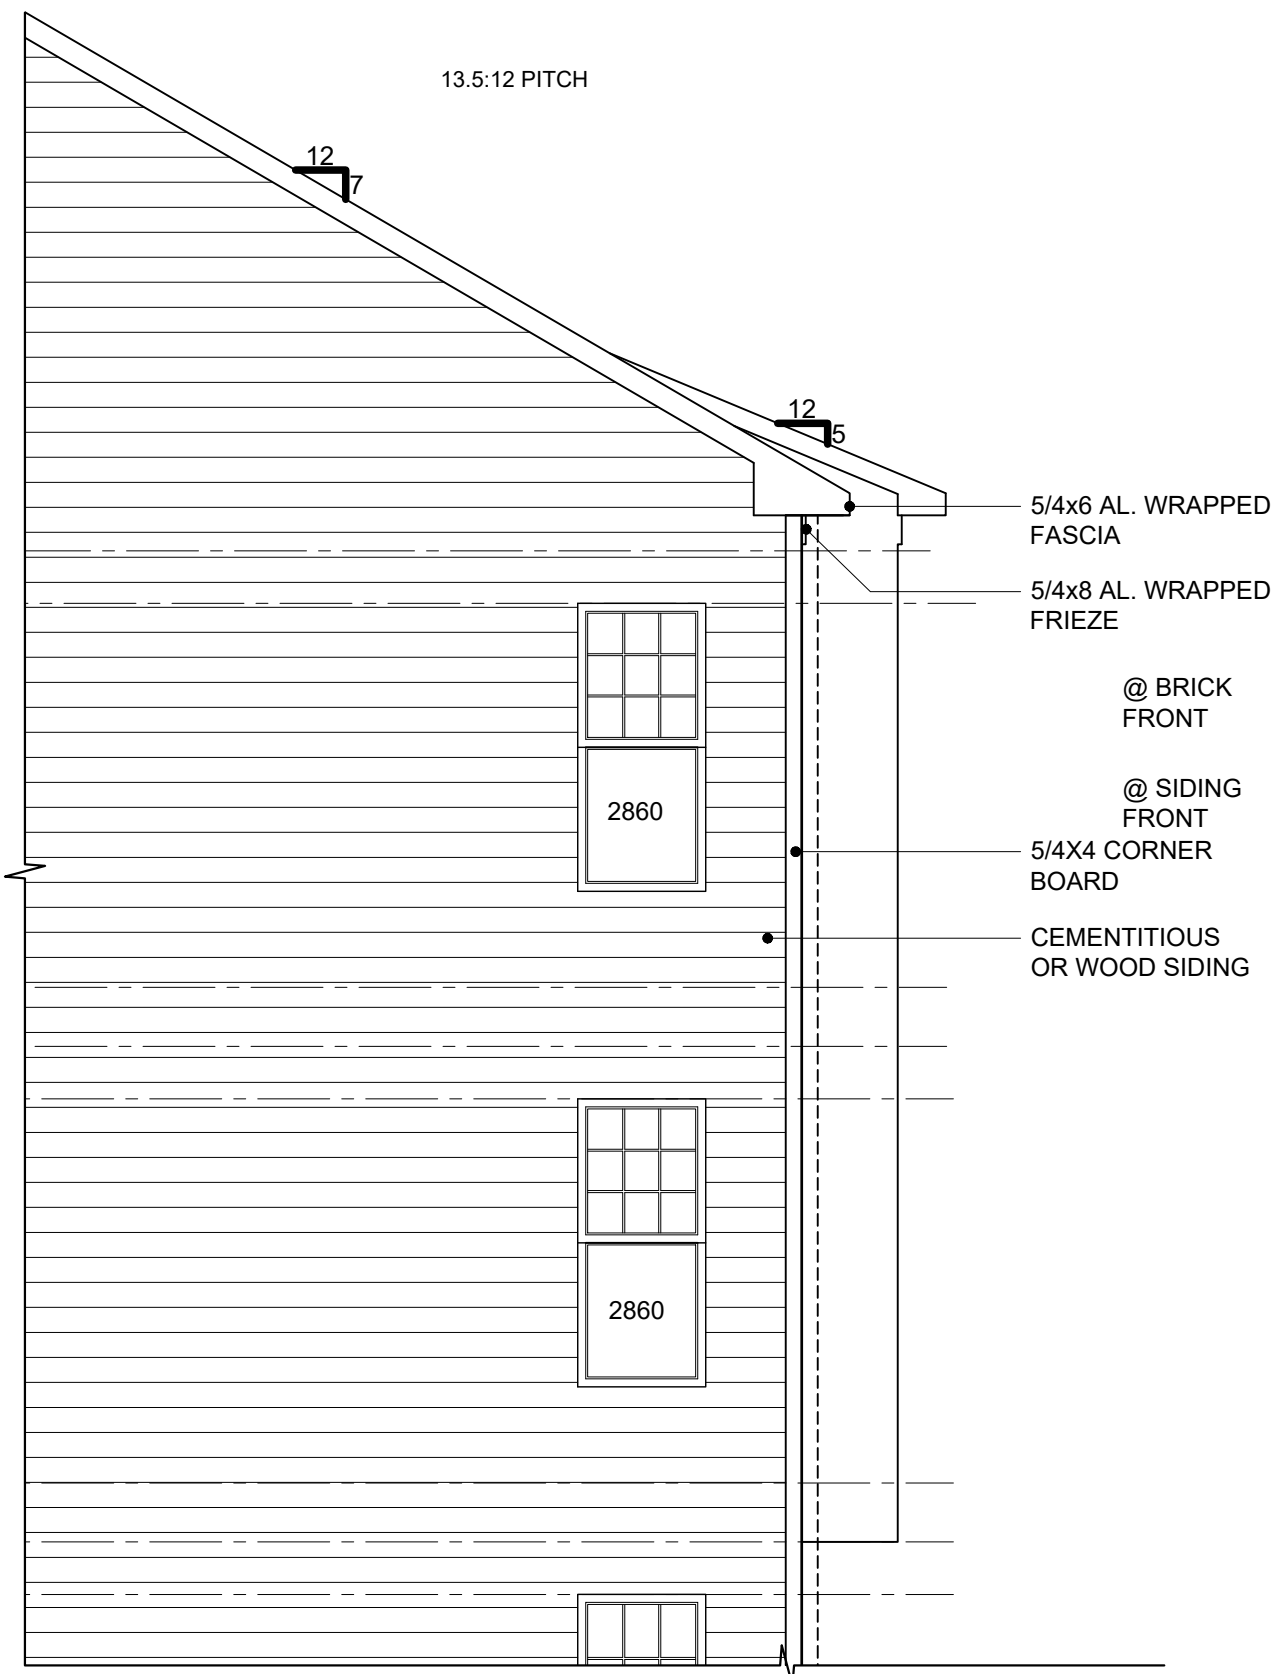 13.5:12 PITCH
12
7
12
5
5/4x6 AL. WRAPPED
FASCIA
5/4x8 AL. WRAPPED
FRIEZE
@ BRICK
FRONT
@ SIDING
FRONT
2860
5/4X4 CORNER
BOARD
CEMENTITIOUS
OR WOOD SIDING
2860